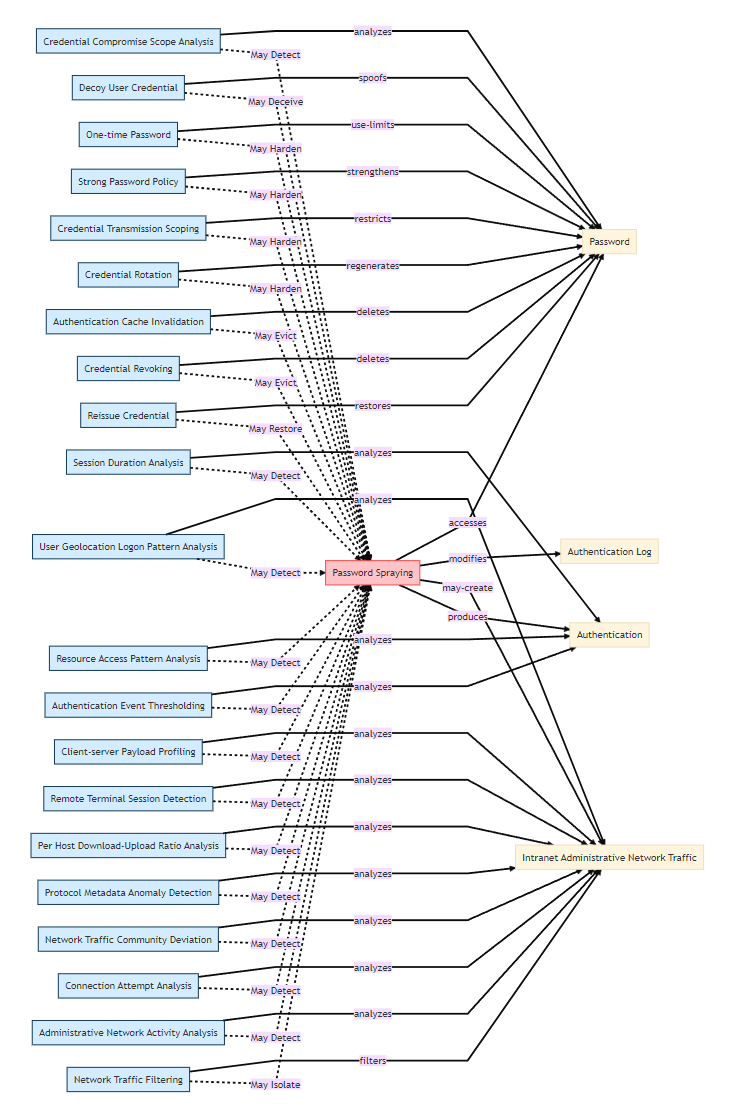 analyzes
Credential Compromise Scope Analysis
May Detect
spoofs
Decoy User Credential
May Deceive
use-limits
One-time Password
May Harden
strengthens
Strong Password Policy
May Harden
restricts
Credential Transmission Scoping
May Harden
Password
regenerates
Credential Rotation
May Harden
deletes
Authentication Cache Invalidation
May Evict
deletes
Credential Revoking
May Evict
restores
Reissue Credential
May Restore
analyzes
Session Duration Analysis
May Detect
analyzes
accesses
User Geolocation Logon Pattern Analysis
Authentication Log
modifies
May Detect
Password Spraying
may-create
produces
Authentication
analyzes
Resource Access Pattern Analysis
May Detect
analyzes
Authentication Event Thresholding
May Detect
analyzes
Client-server Payload Profiling
May Detect
analyzes
Remote Terminal Session Detection
May Detect
analyzes
Per Host Download-Upload Ratio Analysis
May Detect
Intranet Administrative Network Traffic
analyzes
Protocol Metadata Anomaly Detection
May Detect
analyzes
Network Traffic Community Deviation
May Detect
analyzes
Connection Attempt Analysis
May Detect
analyzes
Administrative Network Activity Analysis
May Detect
filters
Network Traffic Filtering
May Isolate